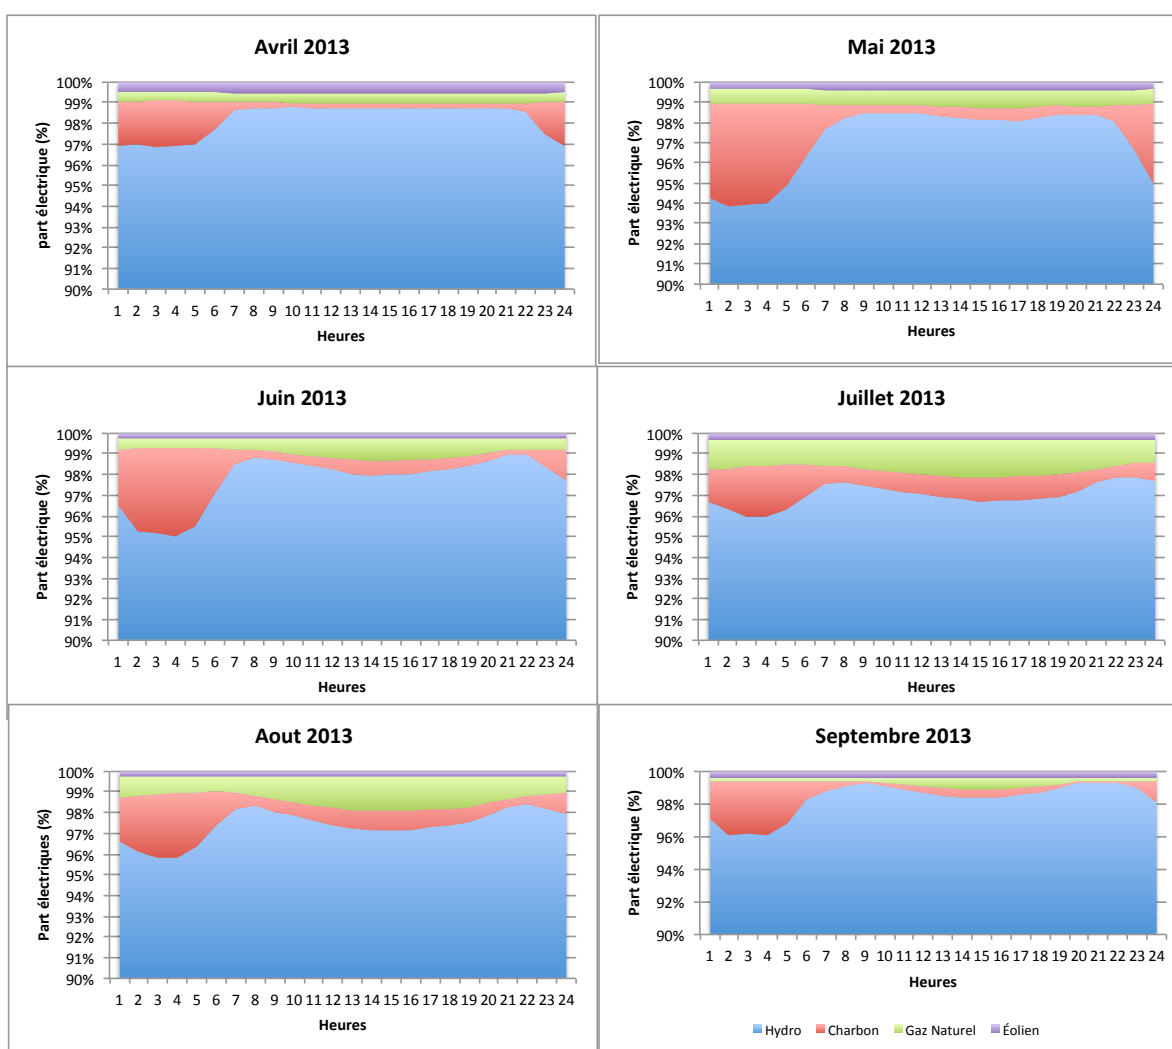 Avril 2013
part électrique (%)
100%
99%
98%
97%
96%
95%
94%
93%
92%
91%
90%
1 2 3 4 5 6 7 8 9 10 11 12 13 14 15 16 17 18 19 20 21 22 23 24
Heures
Mai 2013
Part électrique (%)
100%
99%
98%
97%
96%
95%
94%
93%
92%
91%
90%
1 2 3 4 5 6 7 8 9 10 11 12 13 14 15 16 17 18 19 20 21 22 23 24
Heures
Juin 2013
Part électrique (%)
100%
99%
98%
97%
96%
95%
94%
93%
92%
91%
90%
1 2 3 4 5 6 7 8 9 10 11 12 13 14 15 16 17 18 19 20 21 22 23 24
Heures
Juillet 2013
Part électrique (%)
100%
99%
98%
97%
96%
95%
94%
93%
92%
91%
90%
1 2 3 4 5 6 7 8 9 10 11 12 13 14 15 16 17 18 19 20 21 22 23 24
Heures
Aout 2013
Part électriques (%)
100%
99%
98%
97%
96%
95%
94%
93%
92%
91%
90%
1 2 3 4 5 6 7 8 9 10 11 12 13 14 15 16 17 18 19 20 21 22 23 24
Heures
Septembre 2013
Part électrique (%)
100%
98%
96%
94%
92%
90%
1 2 3 4 5 6 7 8 9 10 11 12 13 14 15 16 17 18 19 20 21 22 23 24
Heures
Hydro Charbon Gaz Naturel Éolien